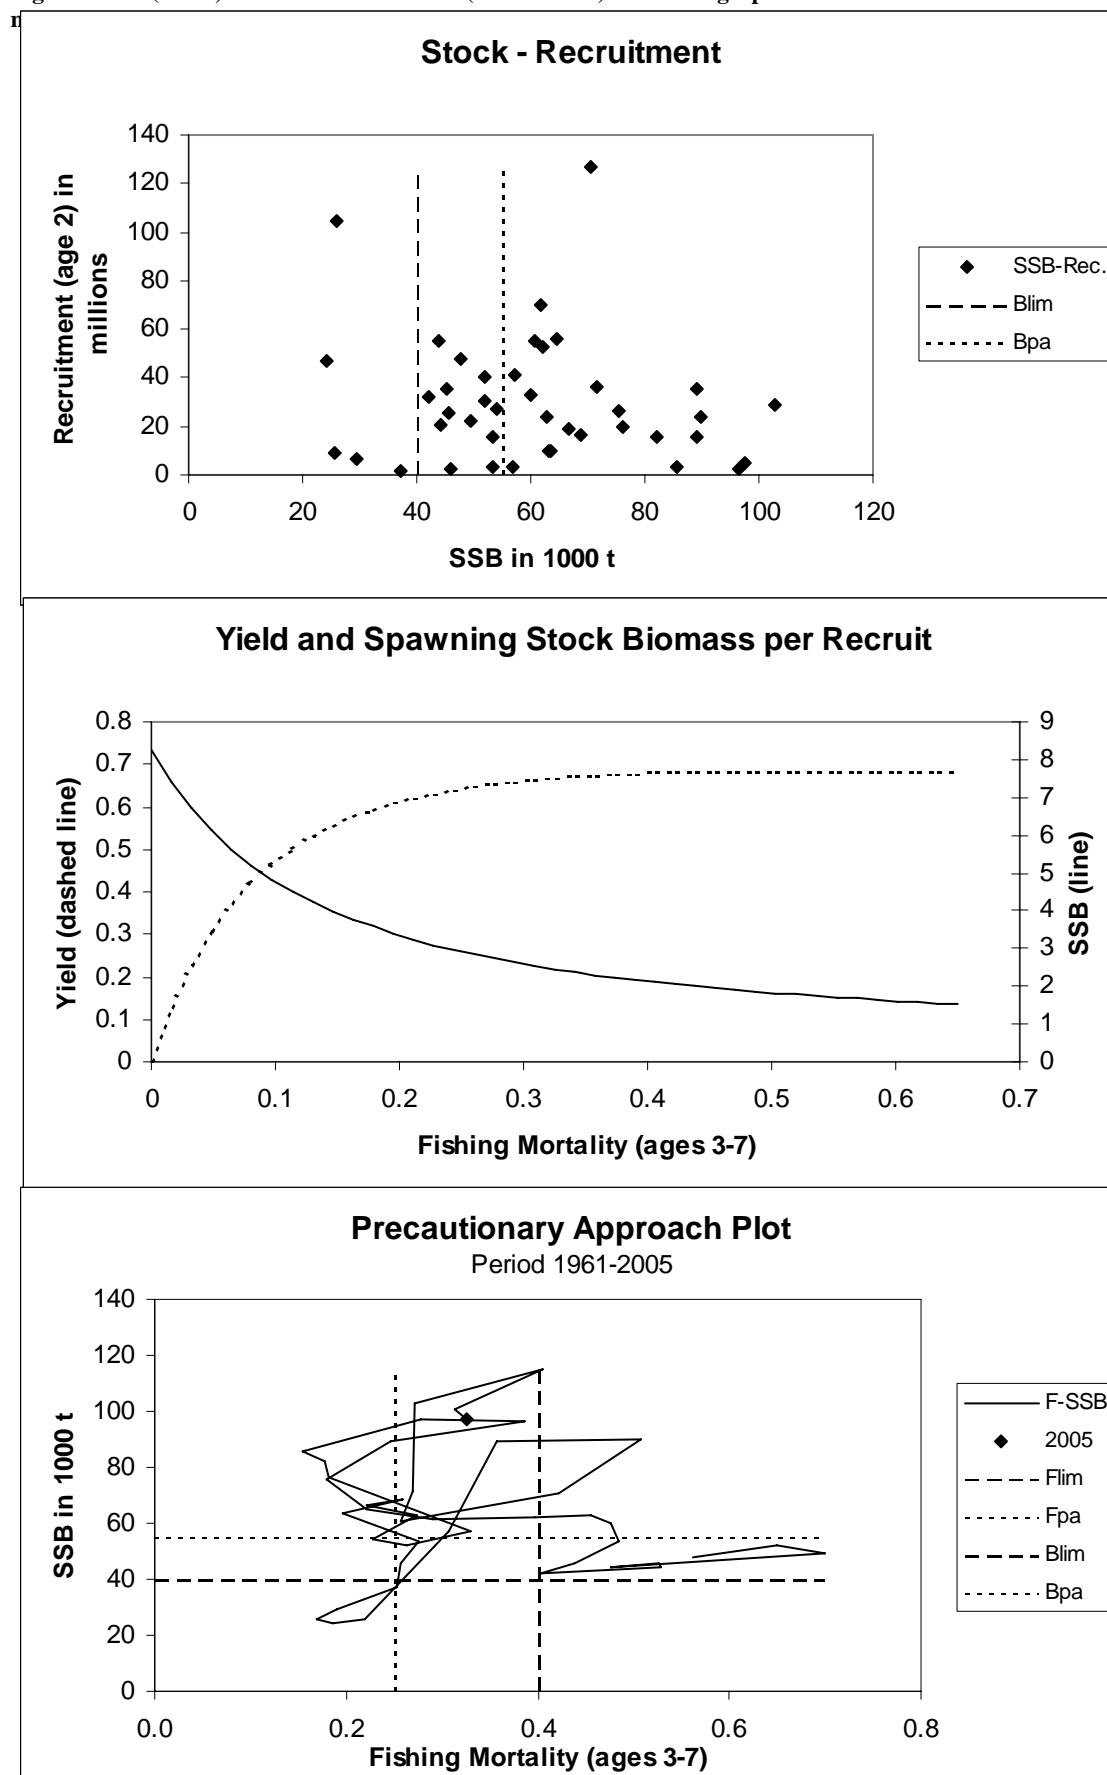 Stock - Recruitment
140
120
100
80
60
40
20
0
Recruitment (age 2) in
millions
0 20 40 60 80 100 120
SSB in 1000 t
SSB-Rec.
Blim
Bpa
Yield and Spawning Stock Biomass per Recruit
0.8
0.7
0.6
0.5
0.4
0.3
0.2
0.1
0
Yield (dashed line)
9
8
7
6
5
4
3
2
1
0
SSB (line)
0 0.1 0.2 0.3 0.4 0.5 0.6 0.7
Fishing Mortality (ages 3-7)
Precautionary Approach Plot
Period 1961-2005
140
120
100
80
60
40
20
0
SSB in 1000 t
0.0 0.2 0.4 0.6 0.8
Fishing Mortality (ages 3-7)
F-SSB
2005
Flim
Fpa
Blim
Bpa